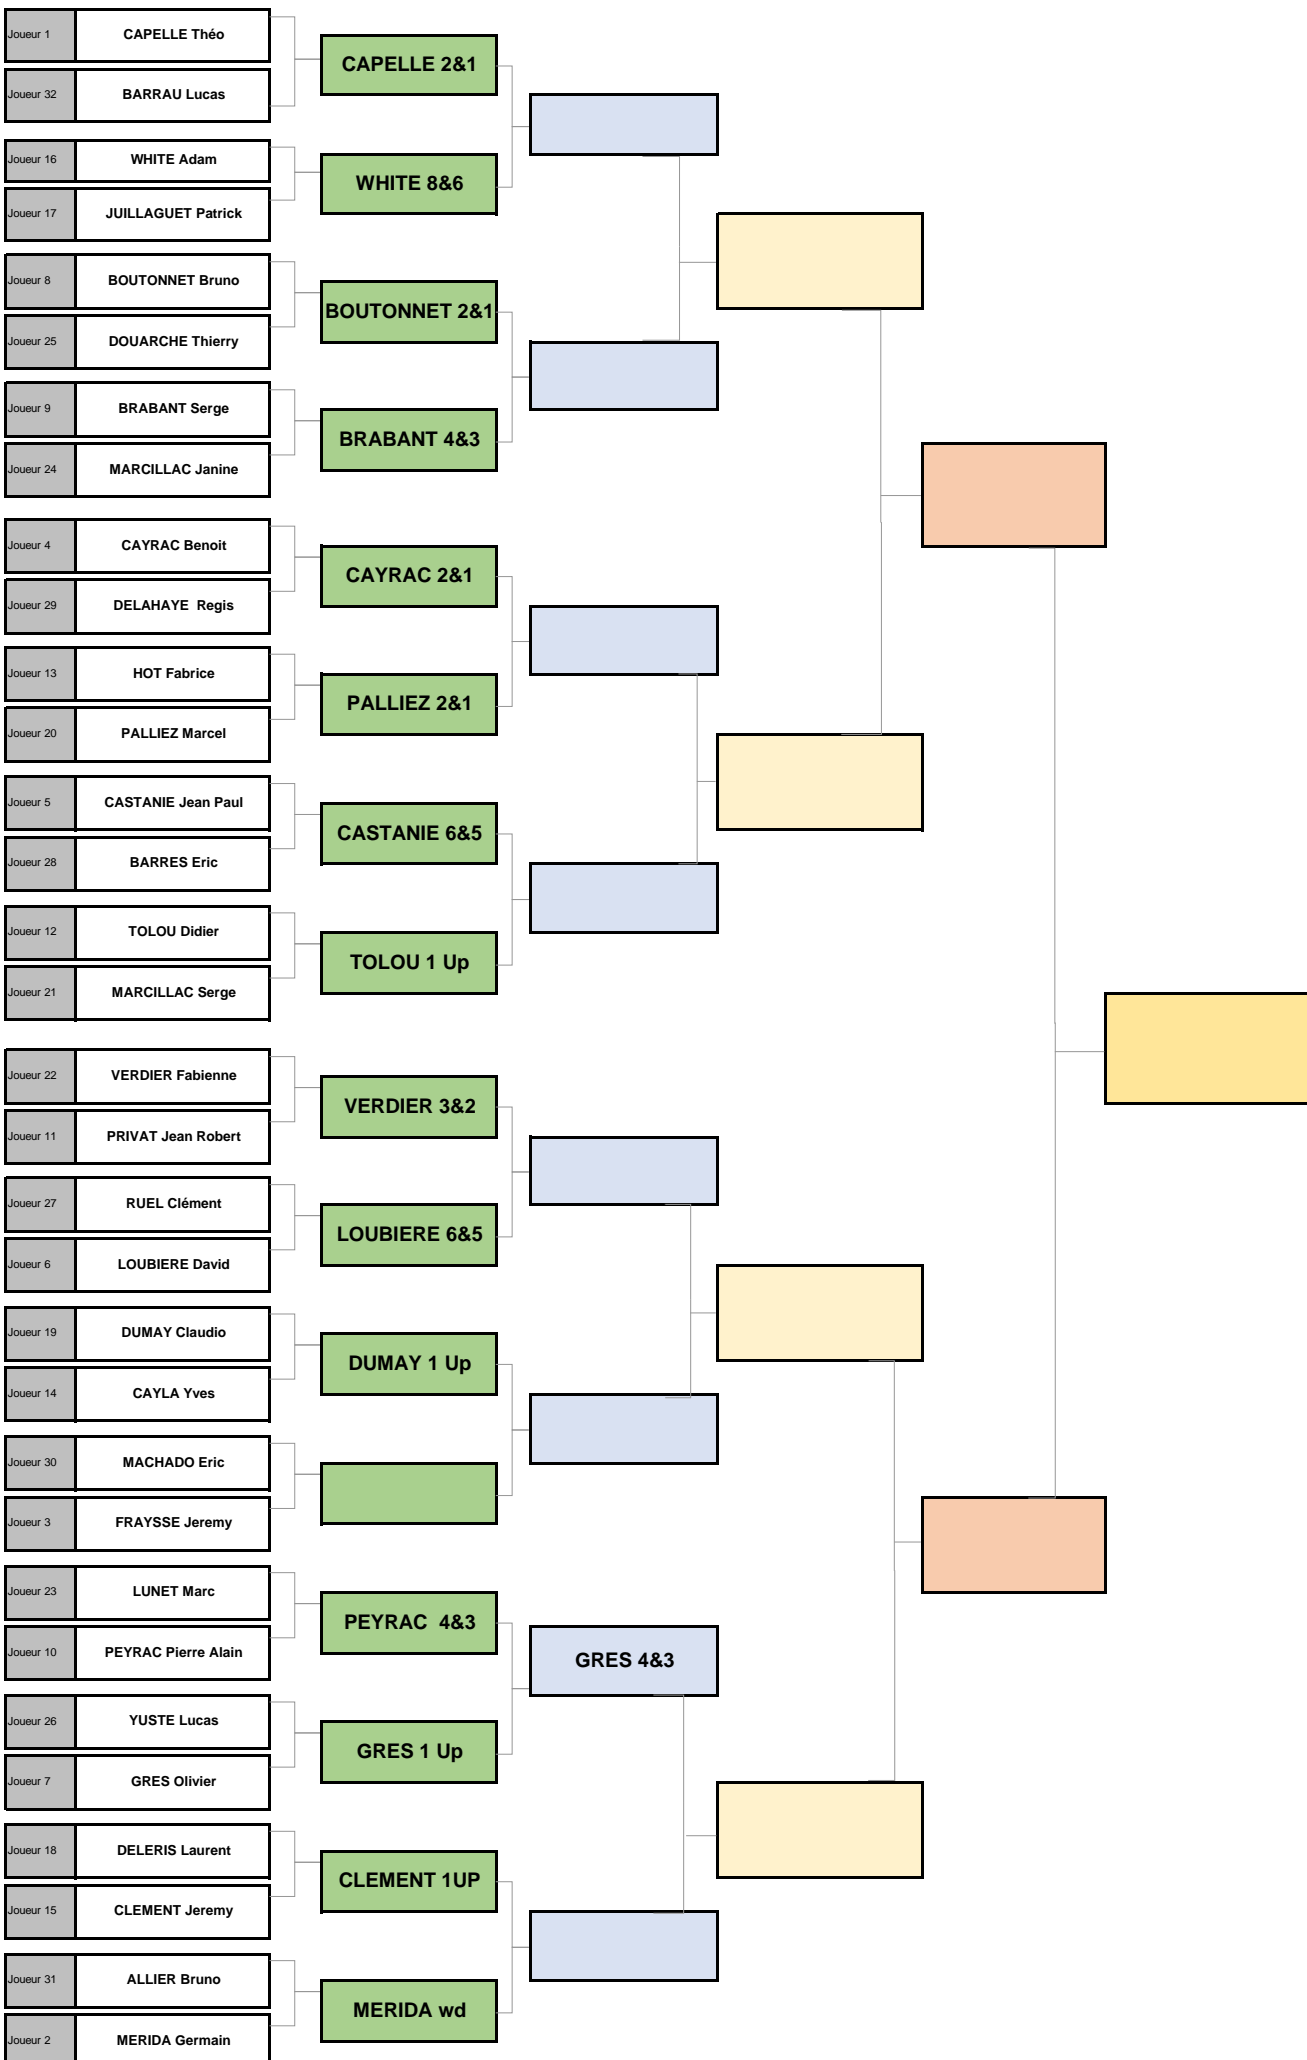 Joueur 1 CAPELLE Théo
CAPELLE 2&1
Joueur 32 BARRAU Lucas
Joueur 16 WHITE Adam
WHITE 8&6
Joueur 17 JUILLAGUET Patrick
Joueur 8 BOUTONNET Bruno
BOUTONNET 2&1
Joueur 25 DOUARCHE Thierry
Joueur 9 BRABANT Serge
BRABANT 4&3
Joueur 24 MARCILLAC Janine
Joueur 4 CAYRAC Benoit
CAYRAC 2&1
Joueur 29 DELAHAYE  Regis
Joueur 13 HOT Fabrice
PALLIEZ 2&1
Joueur 20 PALLIEZ Marcel
Joueur 5 CASTANIE Jean Paul
CASTANIE 6&5
Joueur 28 BARRES Eric
Joueur 12 TOLOU Didier
TOLOU 1 Up
Joueur 21 MARCILLAC Serge
Joueur 22 VERDIER Fabienne
VERDIER 3&2
Joueur 11 PRIVAT Jean Robert
Joueur 27 RUEL Clément
LOUBIERE 6&5
Joueur 6 LOUBIERE David
Joueur 19 DUMAY Claudio
DUMAY 1 Up
Joueur 14 CAYLA Yves
Joueur 30 MACHADO Eric
Joueur 3 FRAYSSE Jeremy
Joueur 23 LUNET Marc
PEYRAC  4&3
Joueur 10 PEYRAC Pierre Alain
GRES 4&3
Joueur 26 YUSTE Lucas
GRES 1 Up
Joueur 7 GRES Olivier
Joueur 18 DELERIS Laurent
CLEMENT 1UP
Joueur 15 CLEMENT Jeremy
Joueur 31 ALLIER Bruno
MERIDA wd
Joueur 2 MERIDA Germain